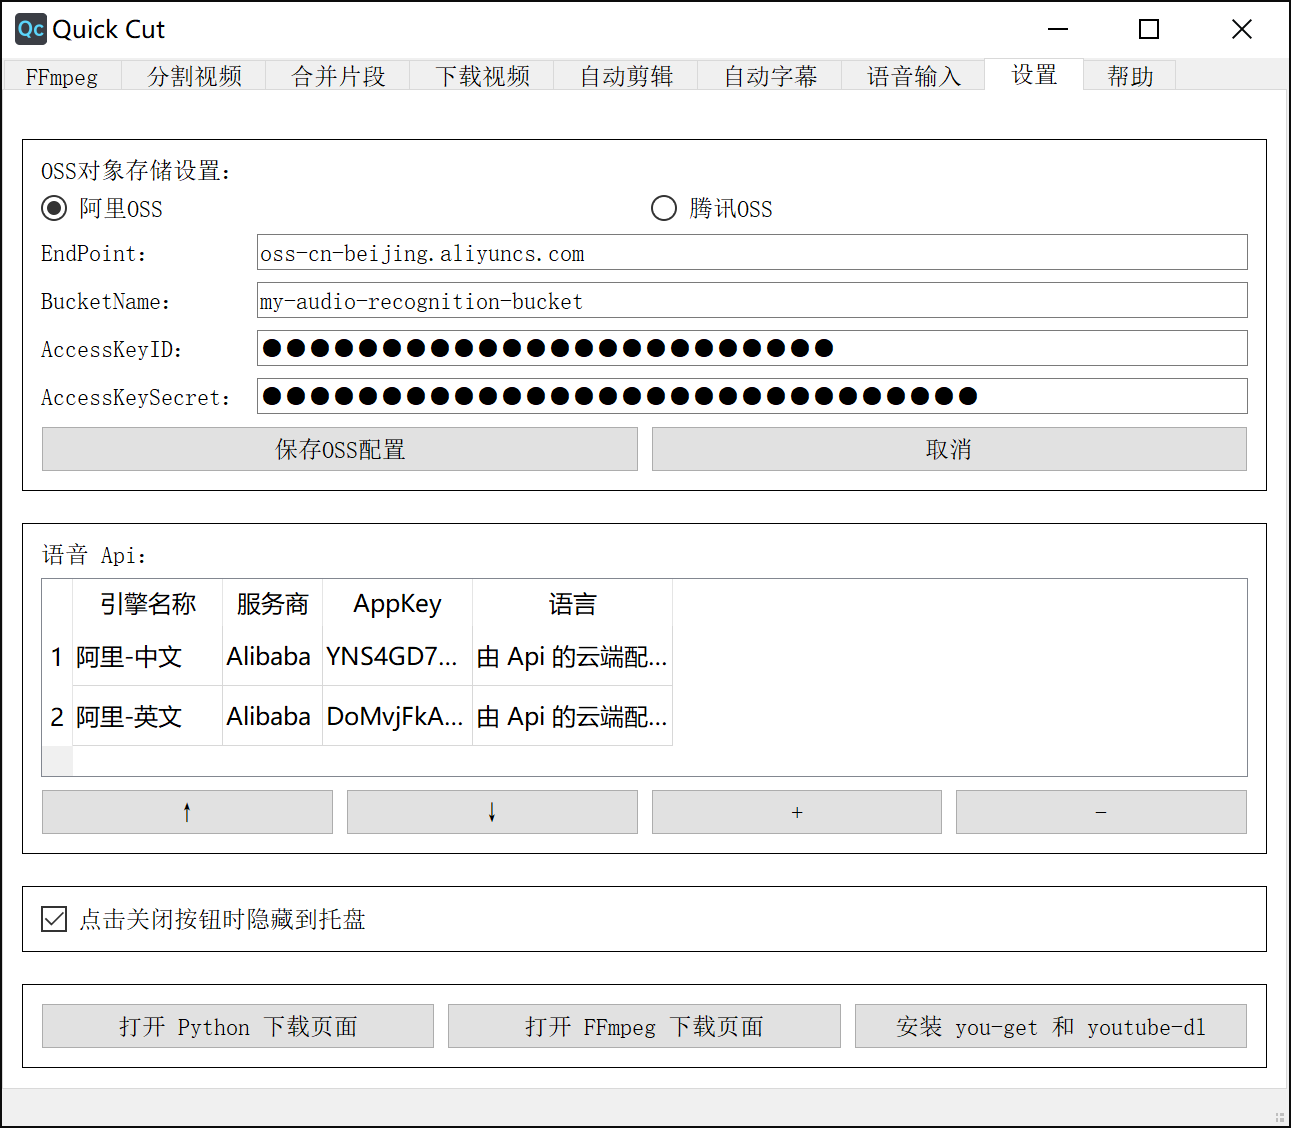 Qc Quick Cut
FFmpeg 分割视频 合并片段 下载视频 自动剪辑 自动字幕 语音输入 设置 帮助
OSS对象存储设置：
阿里OSS 腾讯OSS
EndPoint： oss-cn-beijing.aliyuncs.com
BucketName： my-audio-recognition-bucket
AccessKeyID： ●●●●●●●●●●●●●●●●●●●●●●●●
AccessKeySecret： ●●●●●●●●●●●●●●●●●●●●●●●●●●●●●●
保存OSS配置 取消
语音 Api：
引擎名称 服务商 AppKey 语言
1 阿里-中文 Alibaba YNS4GD7... 由 Api 的云端配...
2 阿里-英文 Alibaba DoMvjFkA... 由 Api 的云端配...
↑ ↓ + -
点击关闭按钮时隐藏到托盘
打开 Python 下载页面 打开 FFmpeg 下载页面 安装 you-get 和 youtube-dl